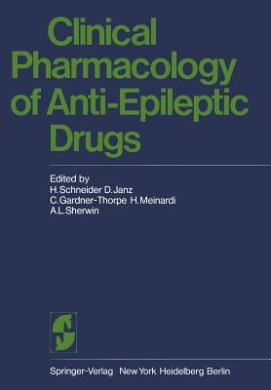 Clinical
Pharmacology
of Anti-Epileptic
Drugs
Edited by
H. Schneider D. Janz
C. Gardner-Thorpe H. Meinardi
A.L. Sherwin
Springer-Verlag New York Heidelberg Berlin